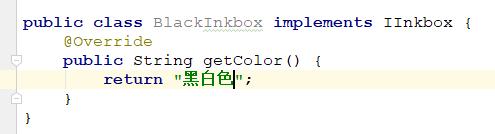 public class BlackInkbox implements IInkbox {
    @Override
    public String getColor() {
        return "黑白色";
    }
}